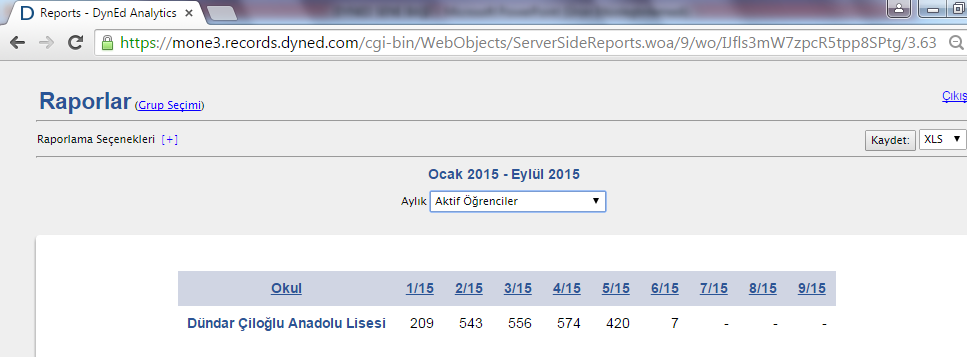 Reports - DynEd Analytics
https://mone3.records.dyned.com/cgi-bin/WebObjects/ServerSideReports.woa/9/wo/IJfls3mW7zpcR5tpp8SPtg/3.63
Raporlar (Grup Seçimi)
Çıkış
Raporlama Seçenekleri [+]
Kaydet: XLS
Ocak 2015 - Eylül 2015
Aylık Aktif Öğrenciler
Okul 1/15 2/15 3/15 4/15 5/15 6/15 7/15 8/15 9/15
Dündar Çiloğlu Anadolu Lisesi 209 543 556 574 420 7 - - -